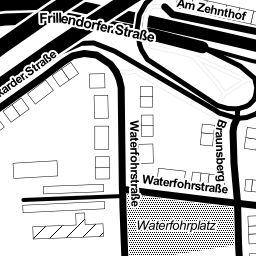 Am Zehnthof
Frillendorfer Straße
karder Straße
Waterfohrstraße
Braunsberg
Waterfohrstraße
Waterfohrplatz